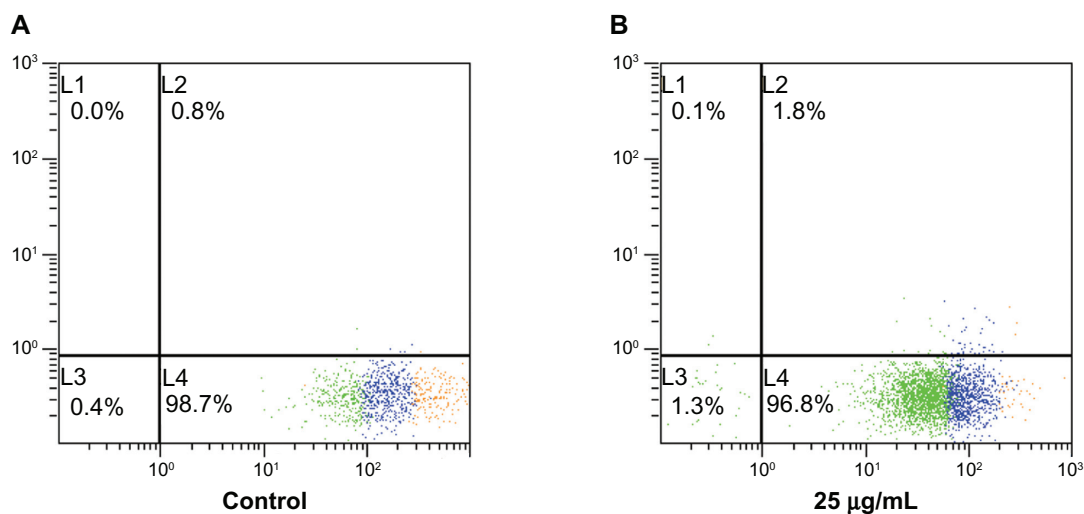 A
10³
10²
10¹
10⁰
L1
0.0%
L2
0.8%
L3
0.4%
L4
98.7%
10⁰ 10¹ 10²
Control
B
10³
10²
10¹
10⁰
L1
0.1%
L2
1.8%
L3
1.3%
L4
96.8%
10⁰ 10¹ 10² 10³
25 µg/mL